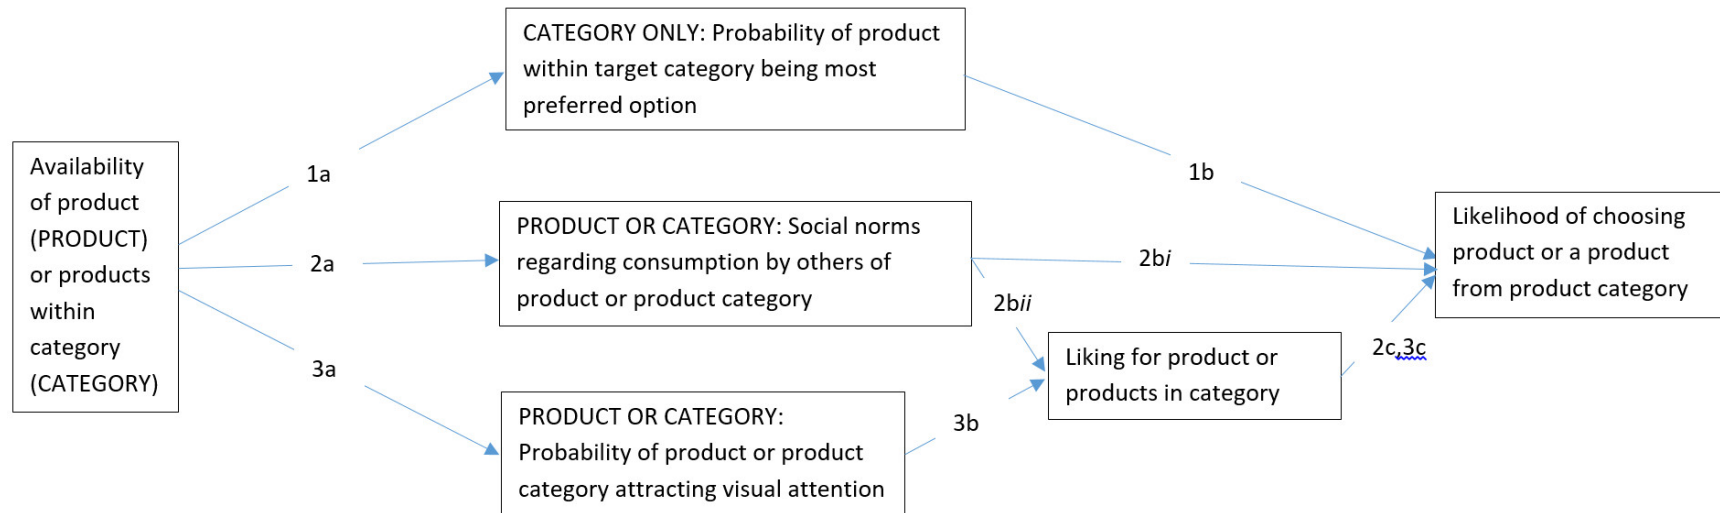 Availability
of product
(PRODUCT)
or products
within
category
(CATEGORY)
1a
2a
3a
CATEGORY ONLY: Probability of product
within target category being most
preferred option
PRODUCT OR CATEGORY: Social norms
regarding consumption by others of
product or product category
PRODUCT OR CATEGORY:
Probability of product or product
category attracting visual attention
1b
2bi
2bii
3b
Liking for product or
products in category
2c,3c
Likelihood of choosing
product or a product
from product category